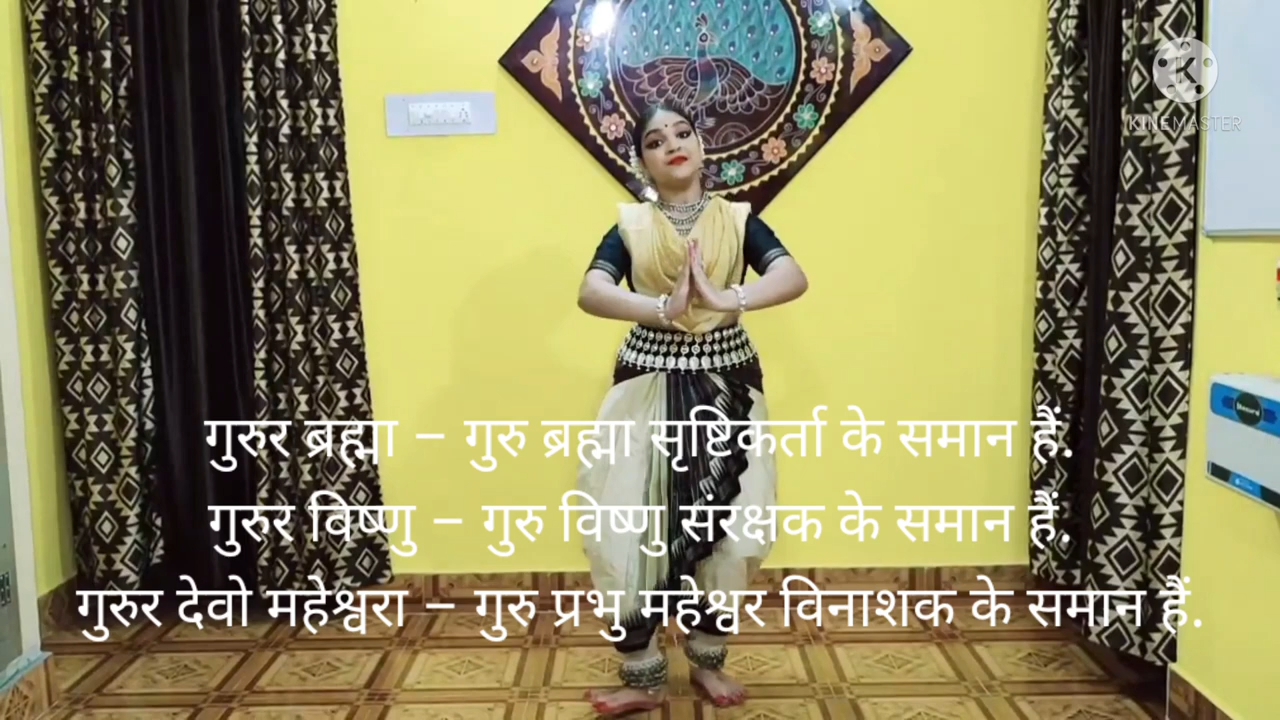 KINEMASTER
गुरुर ब्रह्मा – गुरु ब्रह्मा सृष्टिकर्ता के समान हैं.
गुरुर विष्णु – गुरु विष्णु संरक्षक के समान हैं.
गुरुर देवो महेश्वरा – गुरु प्रभु महेश्वर विनाशक के समान हैं.